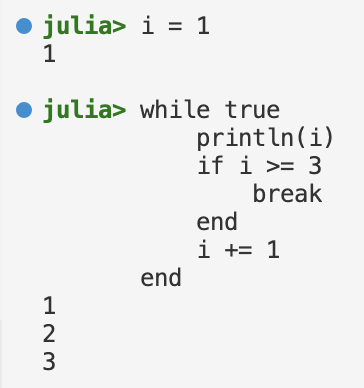 julia> i = 1
1
julia> while true
println(i)
if i >= 3
break
end
i += 1
end
1
2
3